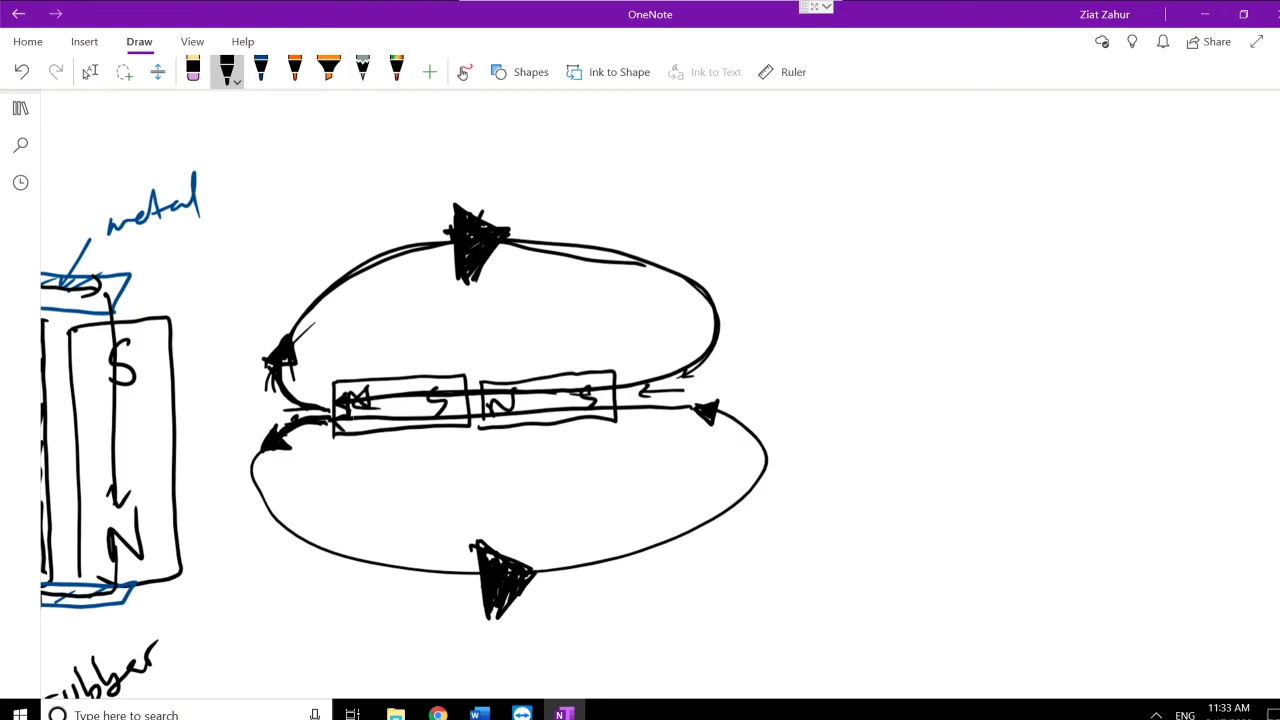 OneNote
Ziat Zahur
Home Insert Draw View Help
Share
Shapes Ink to Shape Ink to Text Ruler
metal
S
N
N S N S
rubber
Type here to search
ENG
11:33 AM